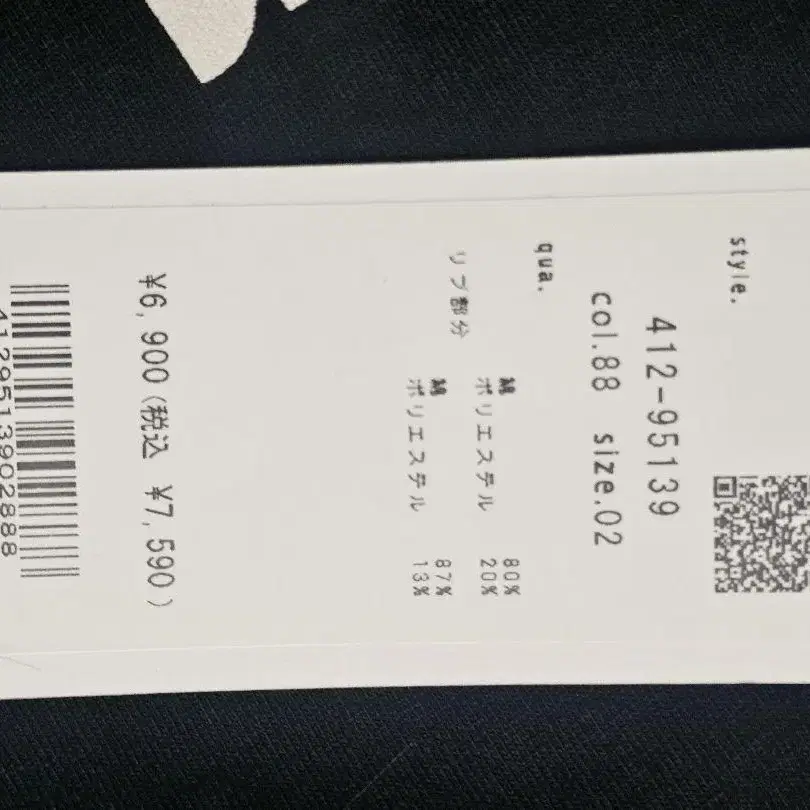 style.
412-95139
col.88 size.02
qua.
綿 80%
ポリエステル 20%
リブ部分
綿 87%
ポリエステル 13%
¥6,900(税込 ¥7,590)
412951390288８